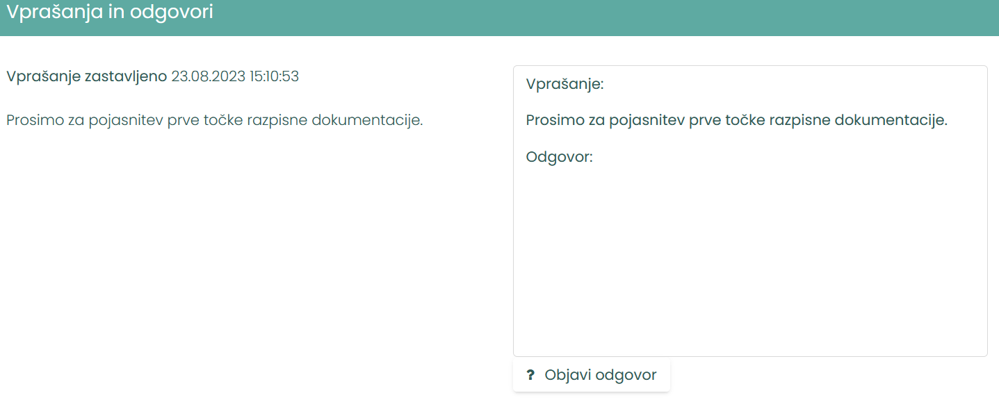 Vprašanja in odgovori
Vprašanje zastavljeno 23.08.2023 15:10:53
Prosimo za pojasnitev prve točke razpisne dokumentacije.
Vprašanje:
Prosimo za pojasnitev prve točke razpisne dokumentacije.
Odgovor:
? Objavi odgovor